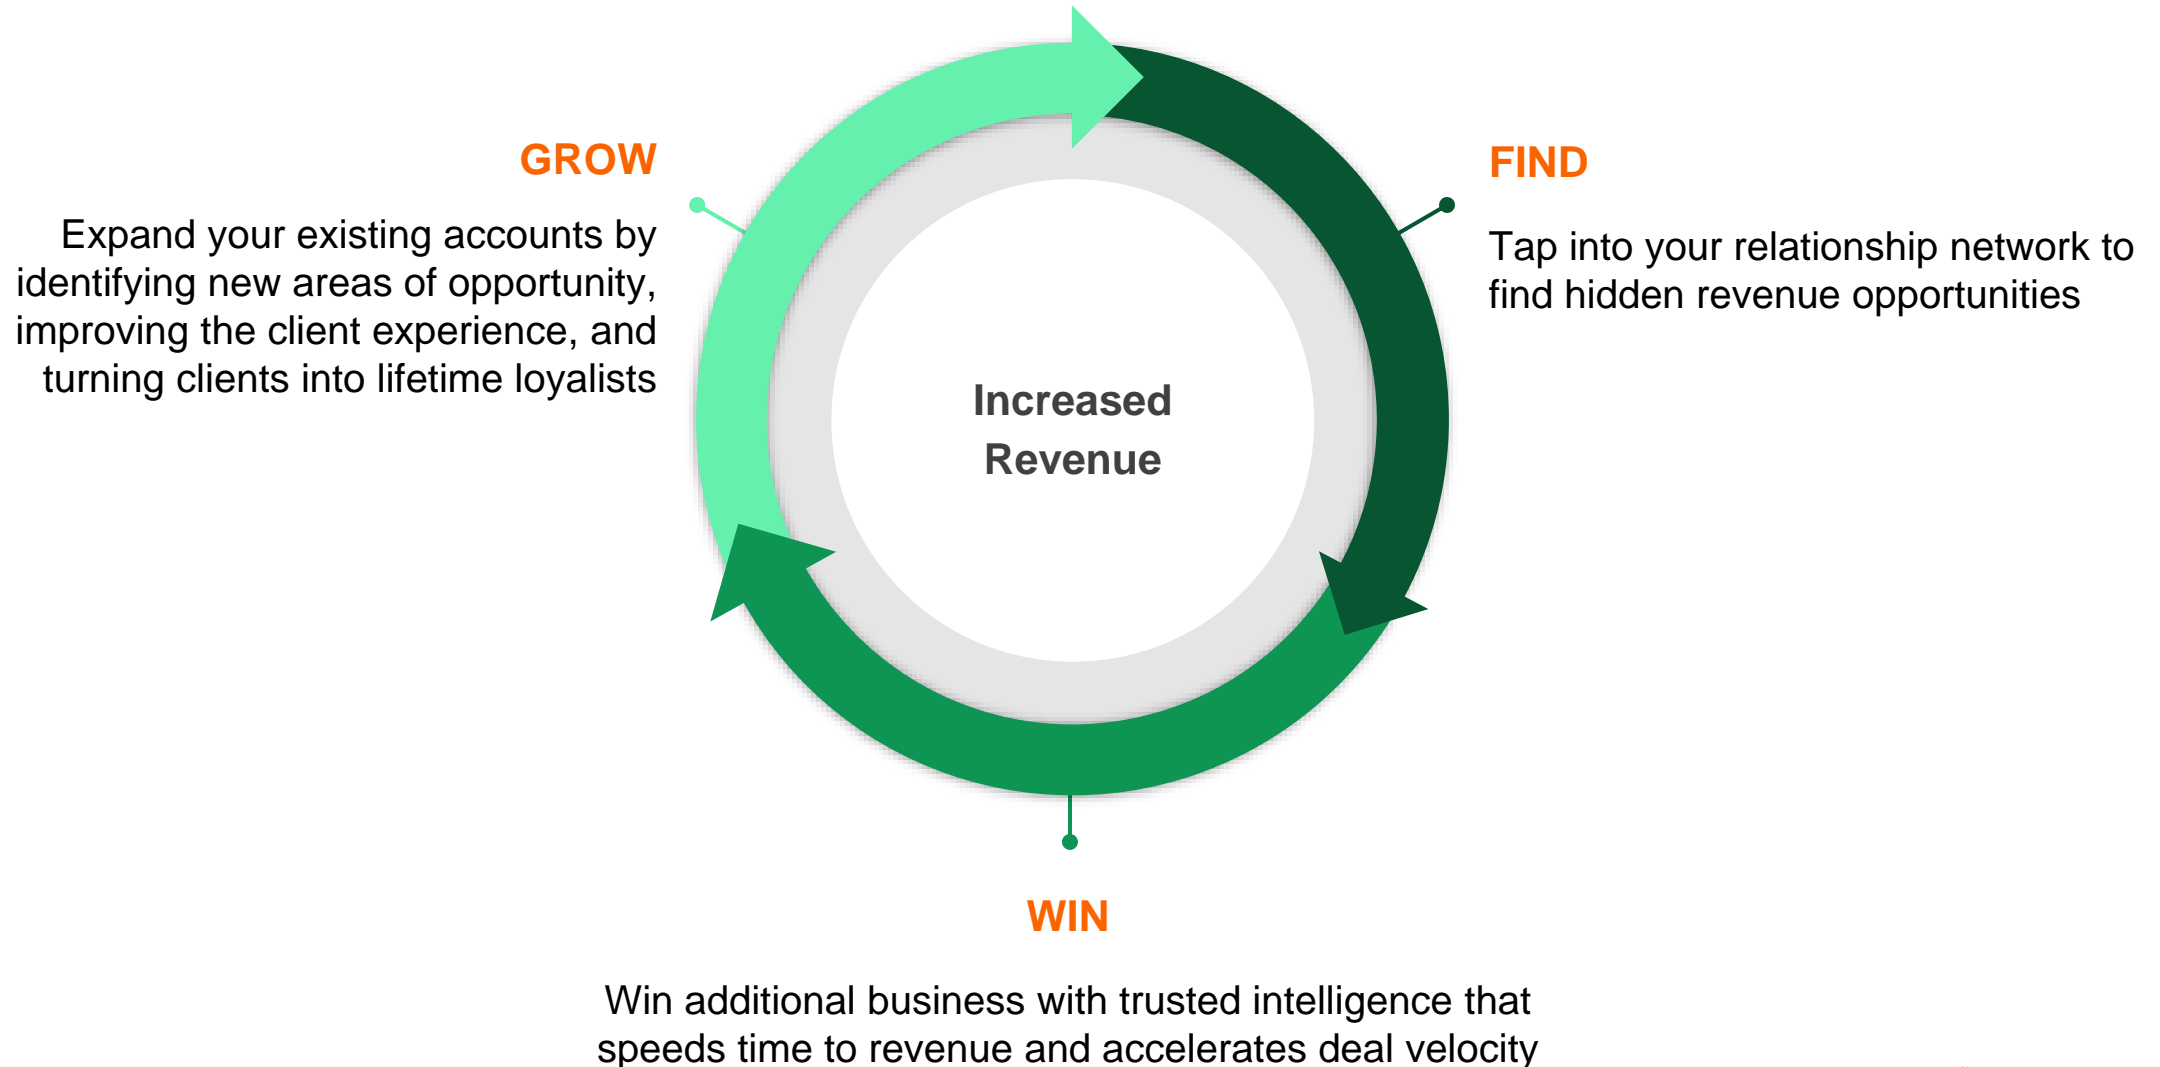 GROW
Expand your existing accounts by
identifying new areas of opportunity,
improving the client experience, and
turning clients into lifetime loyalists
FIND
Tap into your relationship network to
find hidden revenue opportunities
Increased
Revenue
WIN
Win additional business with trusted intelligence that
speeds time to revenue and accelerates deal velocity